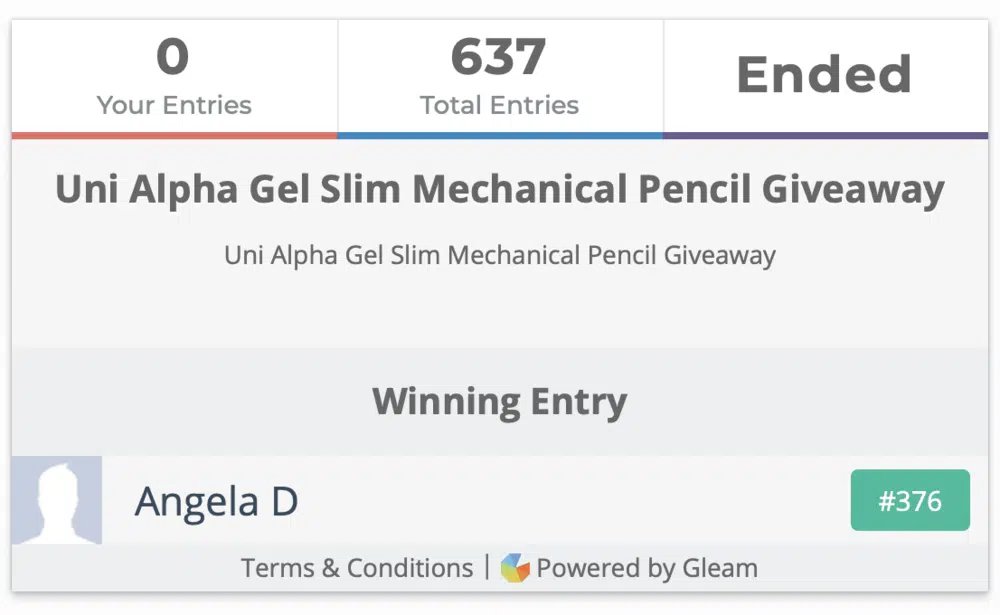 0
Your Entries
637
Total Entries
Ended
Uni Alpha Gel Slim Mechanical Pencil Giveaway
Uni Alpha Gel Slim Mechanical Pencil Giveaway
Winning Entry
Angela D
#376
Terms & Conditions | Powered by Gleam